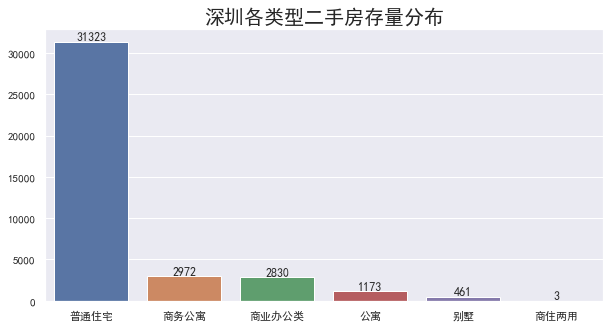 深圳各类型二手房存量分布
31323
30000
25000
20000
15000
10000
5000
0
2972
2830
1173
461
3
普通住宅
商务公寓
商业办公类
公寓
别墅
商住两用